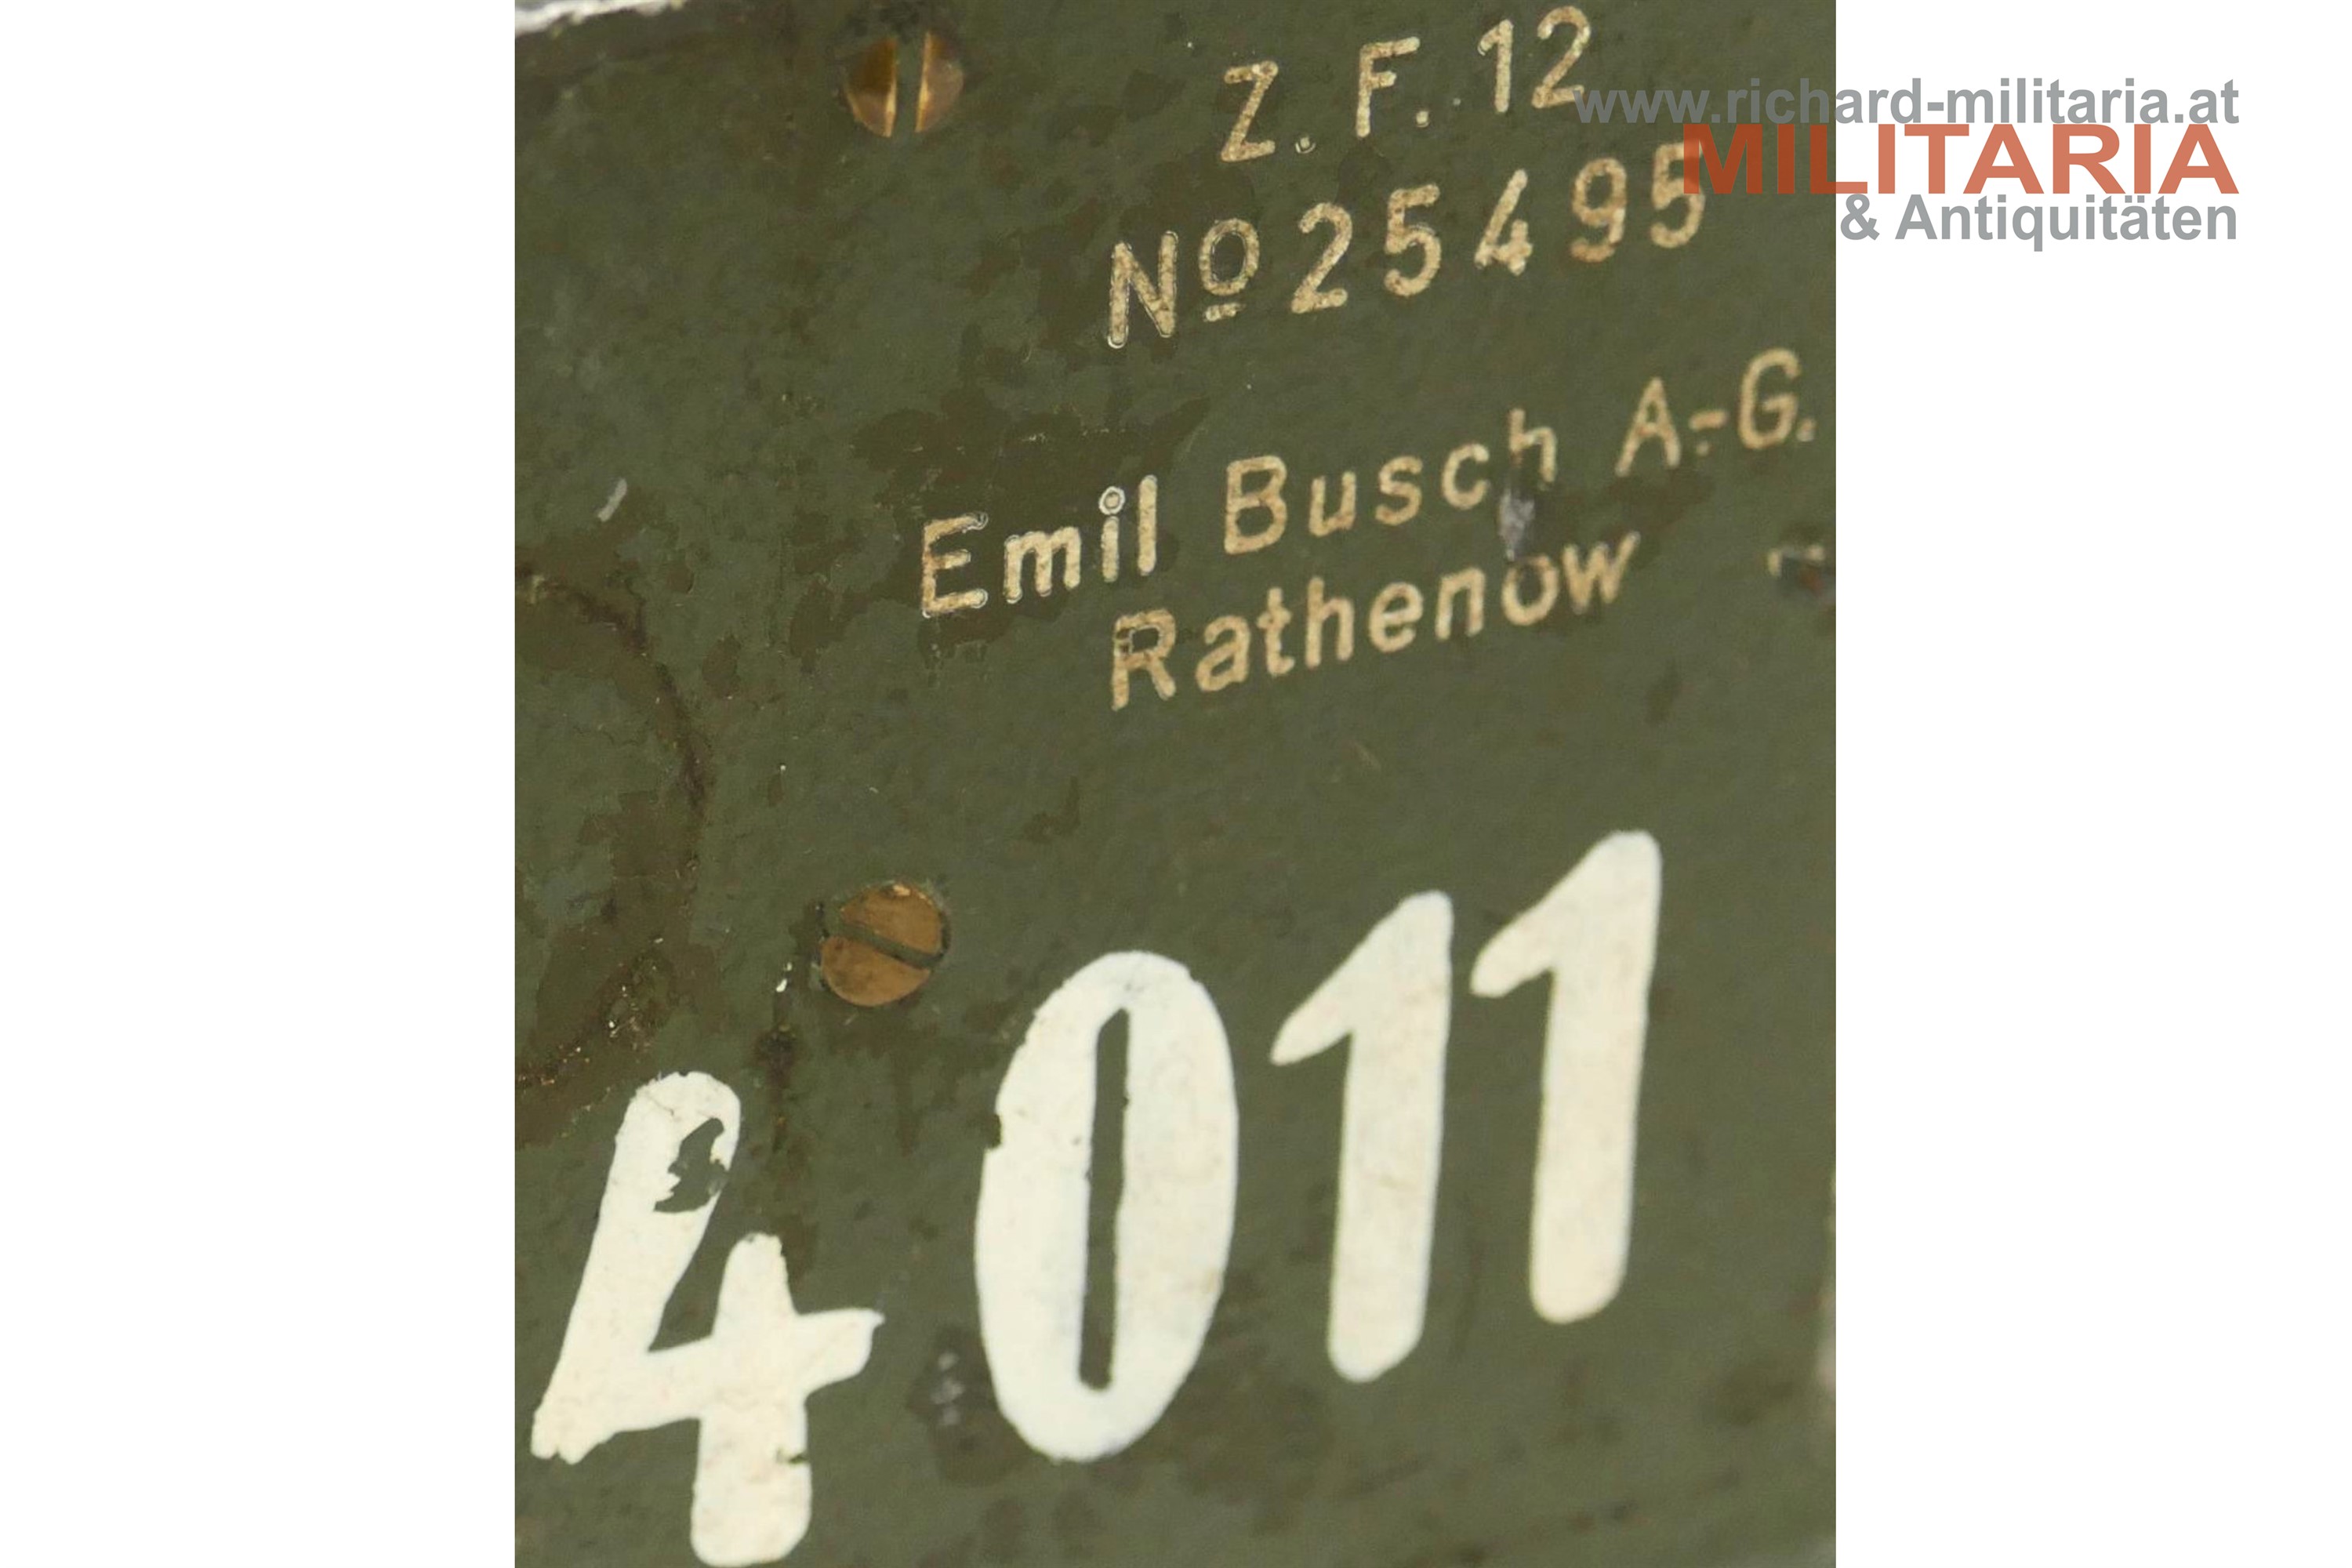 Z. F. 12
№ 25495
Emil Busch A.-G.
Rathenow
4011
www.richard-militaria.at
MILITARIA
& Antiquitäten